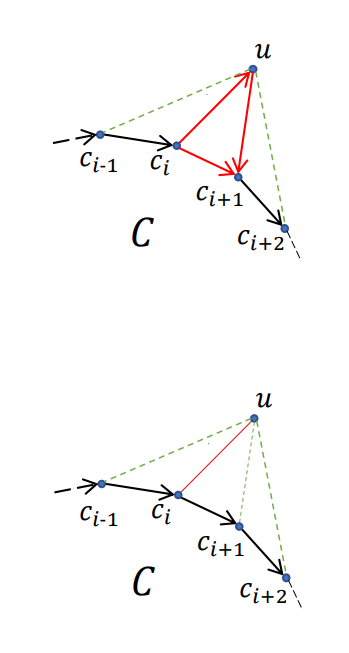 u
c_{i-1}
c_i
c_{i+1}
C
c_{i+2}
u
c_{i-1}
c_i
c_{i+1}
C
c_{i+2}